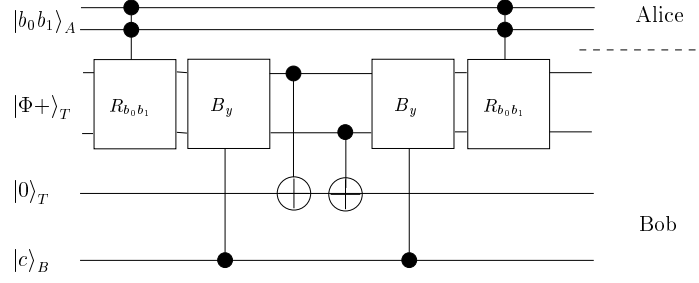 |b₀b₁⟩_A
Alice
|Φ+⟩_T
R_{b₀b₁}
B_y
B_y
R_{b₀b₁}
|0⟩_T
Bob
|c⟩_B